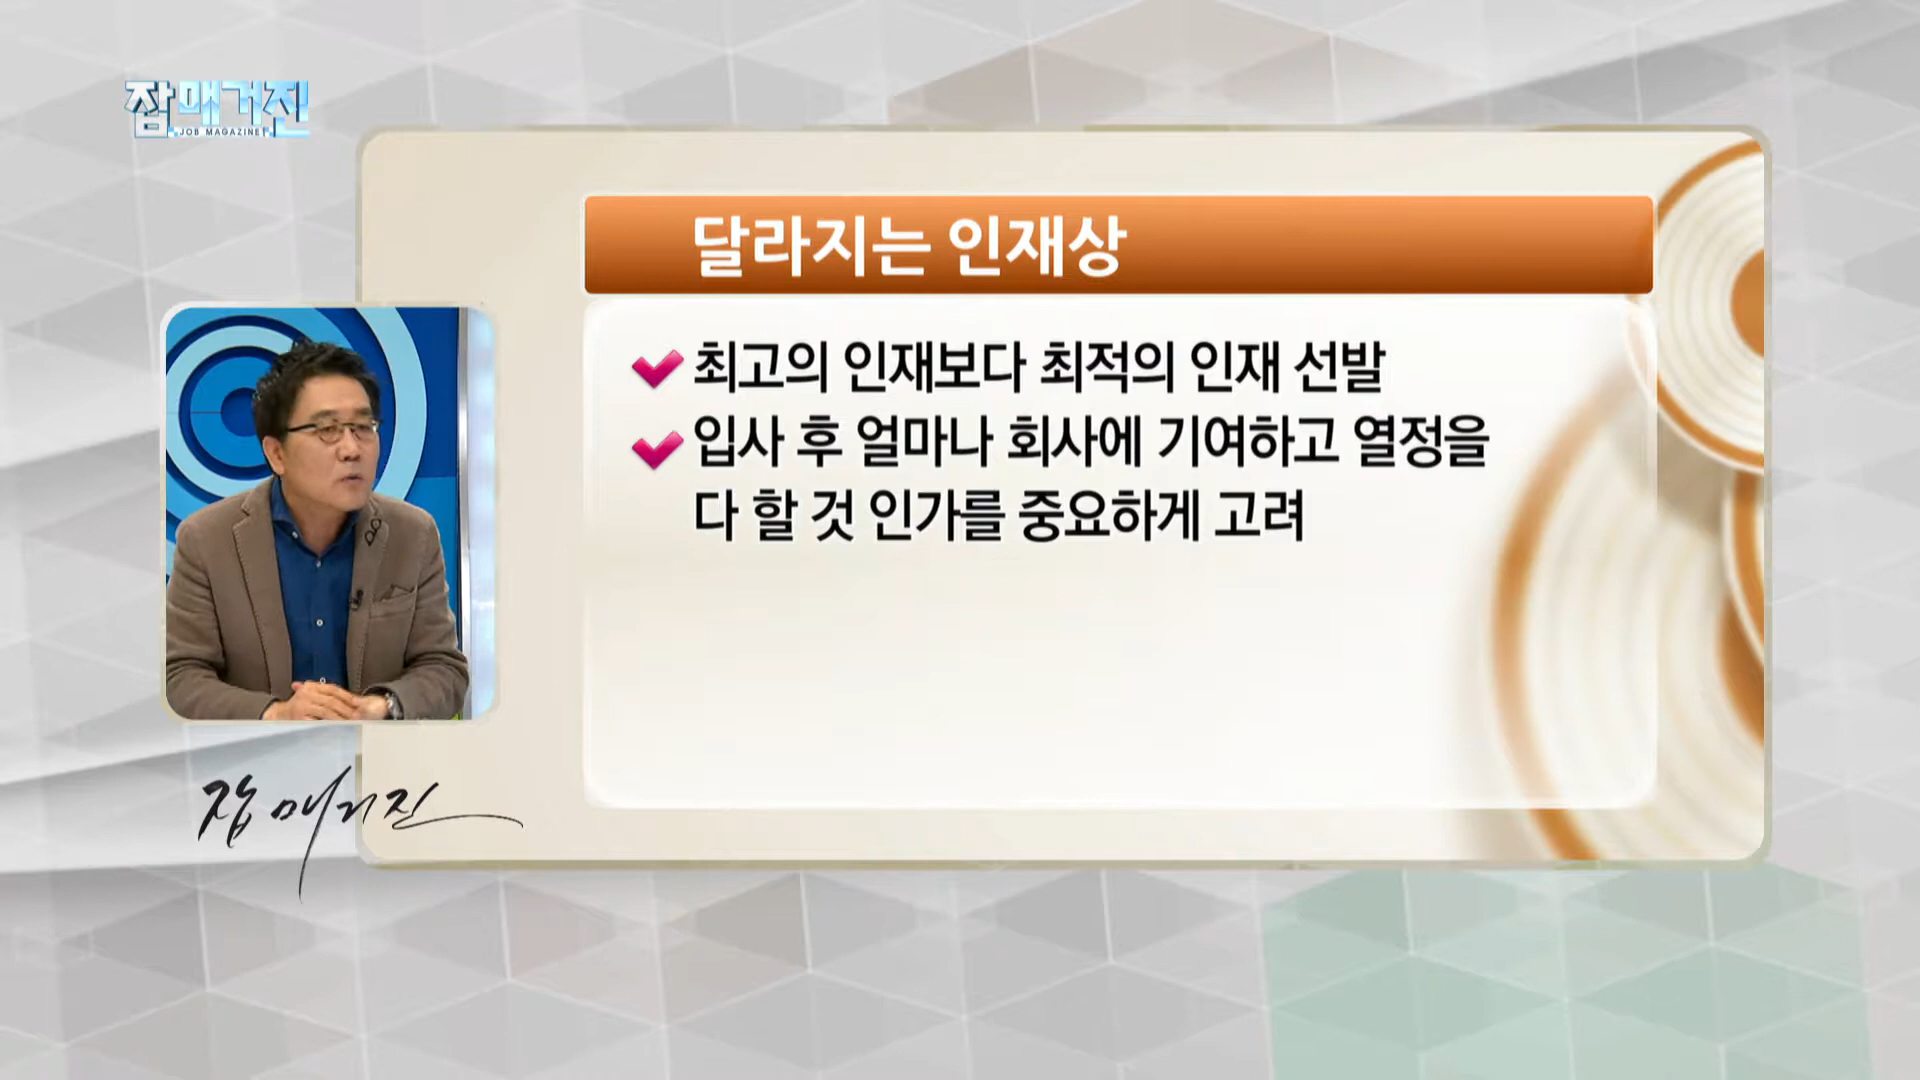 잡매거진
JOB MAGAZINE
달라지는 인재상
최고의 인재보다 최적의 인재 선발
입사 후 얼마나 회사에 기여하고 열정을
다 할 것 인가를 중요하게 고려
잡매거진